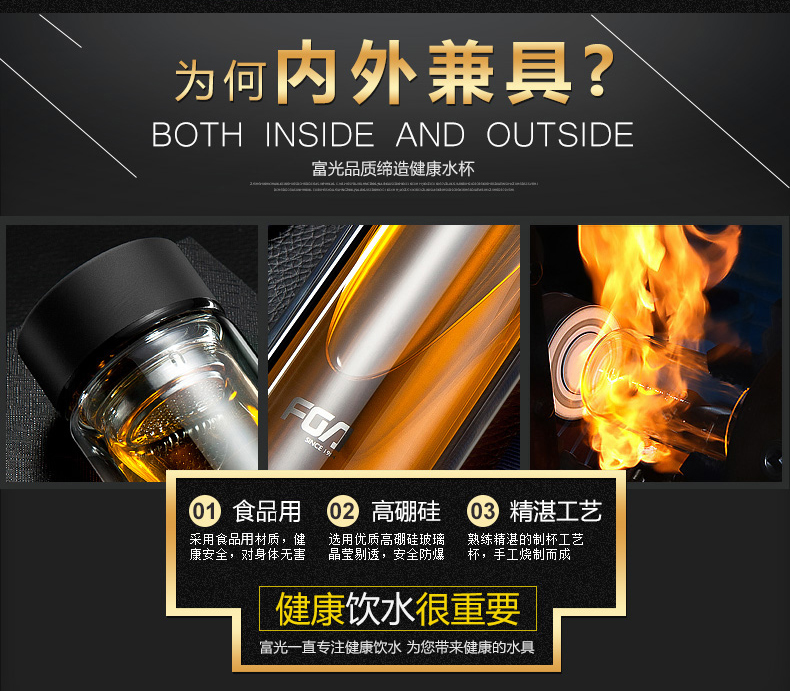 为何内外兼具?
BOTH INSIDE AND OUTSIDE
富光品质缔造健康水杯
FGA
SINCE 19
01 食品用
采用食品用材质，健
康安全，对身体无害
02 高硼硅
选用优质高硼硅玻璃
晶莹剔透，安全防爆
03 精湛工艺
熟练精湛的制杯工艺
杯，手工烧制而成
健康饮水很重要
富光一直专注健康饮水 为您带来健康的水具